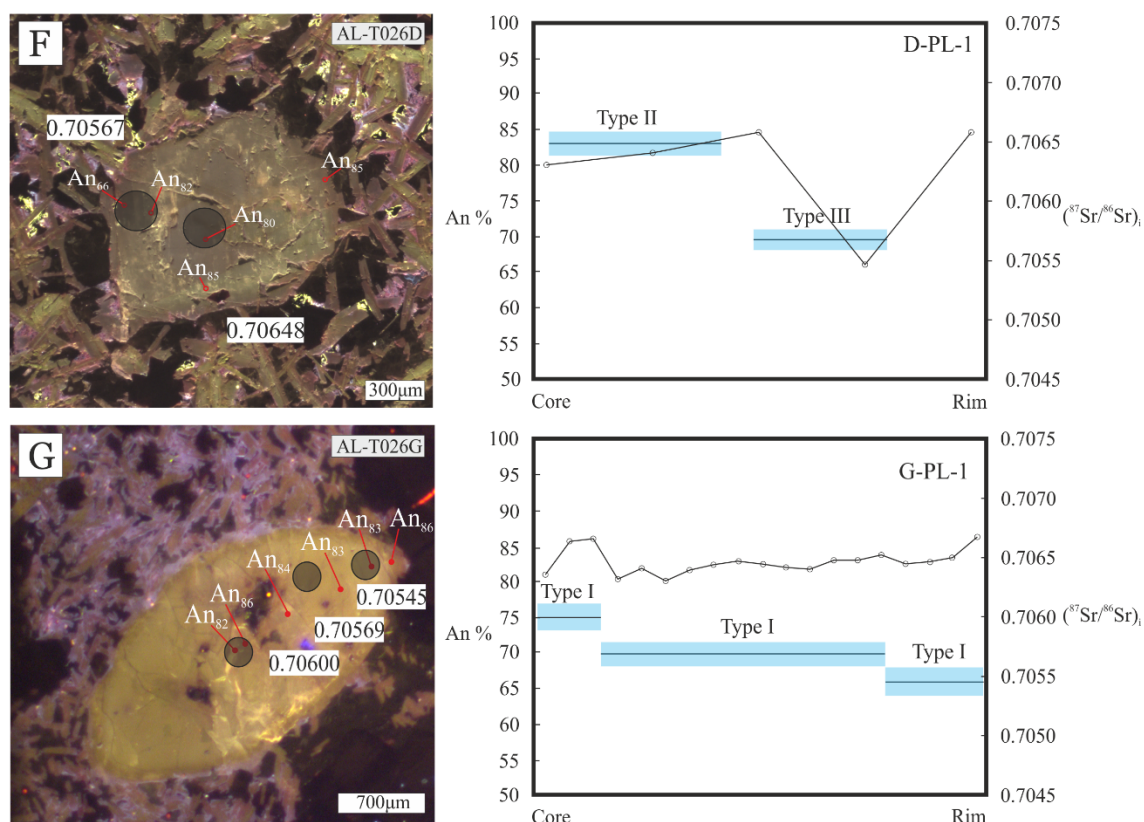 F
AL-T026D
0.70567
An66
An82
An85
An80
An85
0.70648
300μm
D-PL-1
Type II
Type III
An %
100
95
90
85
80
75
70
65
60
55
50
0.7075
0.7070
0.7065
0.7060
0.7055
0.7050
0.7045
(⁸⁷Sr/⁸⁶Sr)i
Core
Rim
G
AL-T026G
An83
An86
An83
An84
An86
An82
0.70545
0.70569
0.70600
700μm
G-PL-1
Type I
Type I
Type I
An %
100
95
90
85
80
75
70
65
60
55
50
0.7075
0.7070
0.7065
0.7060
0.7055
0.7050
0.7045
(⁸⁷Sr/⁸⁶Sr)i
Core
Rim